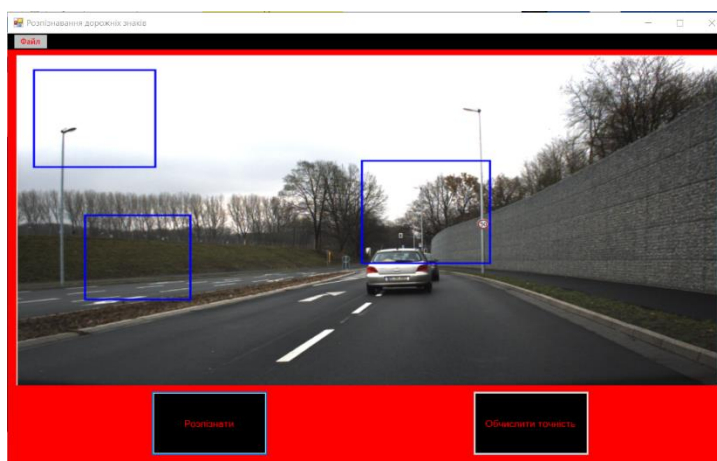 Розпізнавання дорожніх знаків
Файл
Розпізнати
Обчислити точність